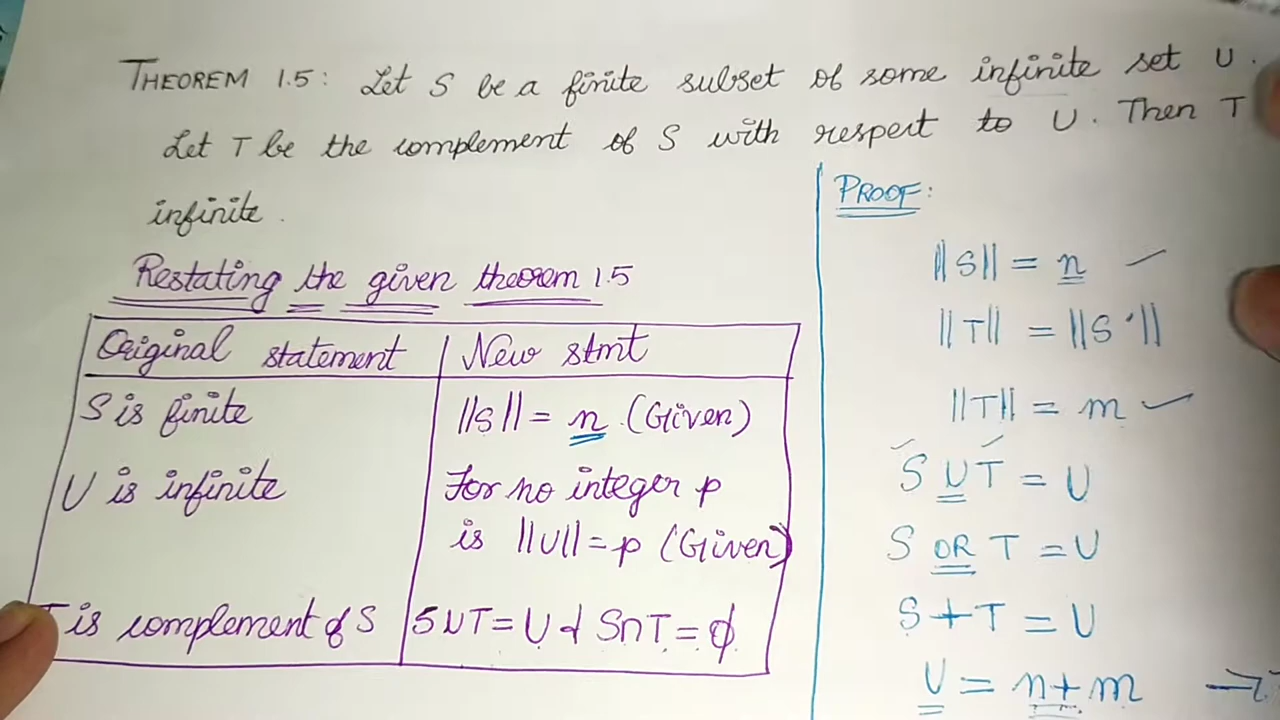 THEOREM 1.5: Let S be a finite subset of some infinite set U.
Let T be the complement of S with respect to U. Then T
infinite.
Restating the given theorem 1.5
Original statement | New stmt
S is finite | ||S|| = n (Given)
U is infinite | For no integer p
is ||U|| = p (Given)
T is complement of S | S U T = U & S ∩ T = ϕ
PROOF:
||S|| = n
||T|| = ||S'||
||T|| = m
S U T = U
S OR T = U
S + T = U
U = n + m